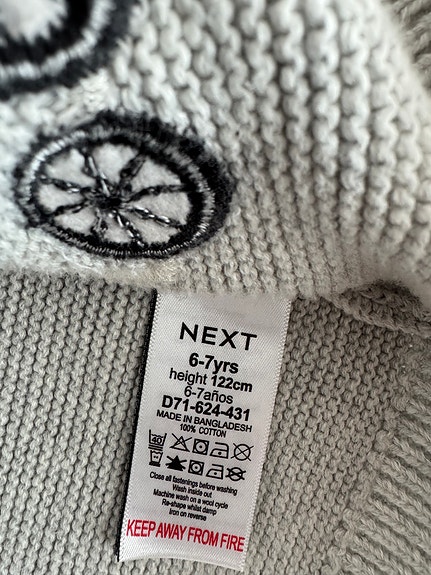 NEXT
6-7yrs
height 122cm
6-7años
D71-624-431
MADE IN BANGLADESH
100% COTTON
40
Close all fastenings before washing
Wash inside out
Machine wash on a wool cycle
Re-shape whilst damp
Iron on reverse
KEEP AWAY FROM FIRE